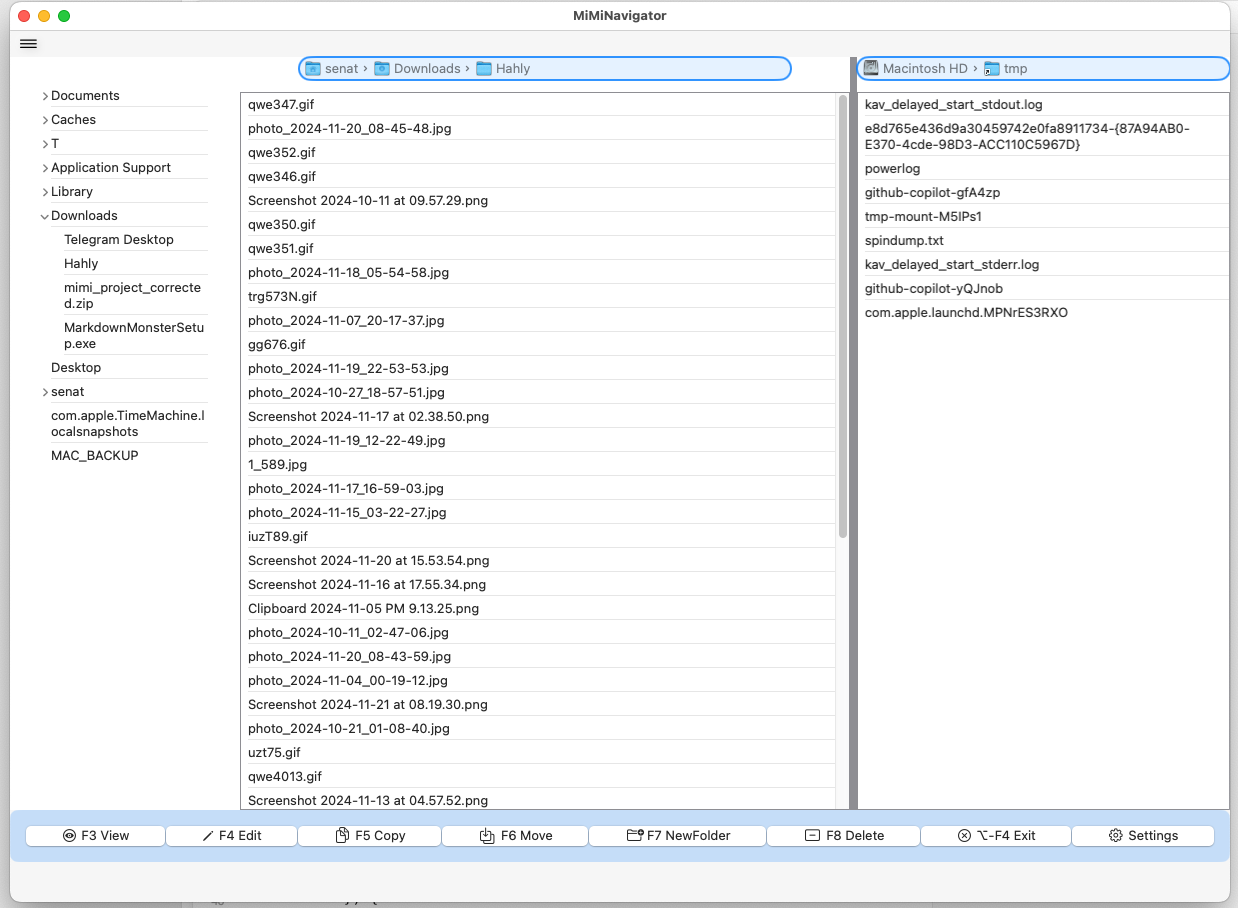 MiMiNavigator
senat › Downloads › Hahly
Macintosh HD › tmp
Documents
Caches
T
Application Support
Library
Downloads
Telegram Desktop
Hahly
mimi_project_correcte
d.zip
MarkdownMonsterSetu
p.exe
Desktop
senat
com.apple.TimeMachine.l
ocalsnapshots
MAC_BACKUP
qwe347.gif
photo_2024-11-20_08-45-48.jpg
qwe352.gif
qwe346.gif
Screenshot 2024-10-11 at 09.57.29.png
qwe350.gif
qwe351.gif
photo_2024-11-18_05-54-58.jpg
trg573N.gif
photo_2024-11-07_20-17-37.jpg
gg676.gif
photo_2024-11-19_22-53-53.jpg
photo_2024-10-27_18-57-51.jpg
Screenshot 2024-11-17 at 02.38.50.png
photo_2024-11-19_12-22-49.jpg
1_589.jpg
photo_2024-11-17_16-59-03.jpg
photo_2024-11-15_03-22-27.jpg
iuzT89.gif
Screenshot 2024-11-20 at 15.53.54.png
Screenshot 2024-11-16 at 17.55.34.png
Clipboard 2024-11-05 PM 9.13.25.png
photo_2024-10-11_02-47-06.jpg
photo_2024-11-20_08-43-59.jpg
photo_2024-11-04_00-19-12.jpg
Screenshot 2024-11-21 at 08.19.30.png
photo_2024-10-21_01-08-40.jpg
uzt75.gif
qwe4013.gif
Screenshot 2024-11-13 at 04.57.52.png
kav_delayed_start_stdout.log
e8d765e436d9a30459742e0fa8911734-{87A94AB0-
E370-4cde-98D3-ACC110C5967D}
powerlog
github-copilot-gfA4zp
tmp-mount-M5IPs1
spindump.txt
kav_delayed_start_stderr.log
github-copilot-yQJnob
com.apple.launchd.MPNrES3RXO
F3 View
F4 Edit
F5 Copy
F6 Move
F7 NewFolder
F8 Delete
⌥-F4 Exit
Settings